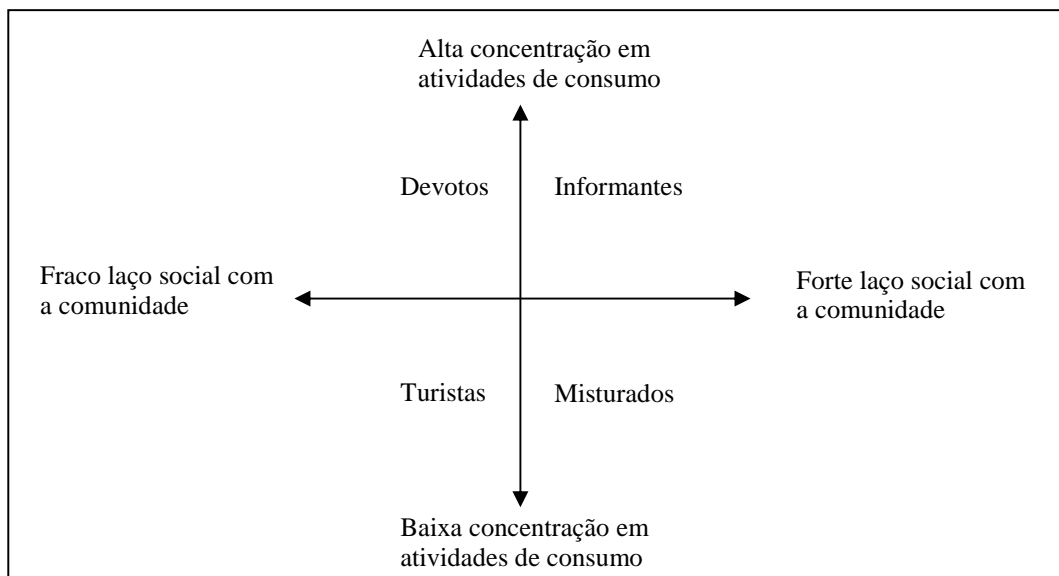 Alta concentração em
atividades de consumo
Devotos
Informantes
Fraco laço social com
a comunidade
Forte laço social com
a comunidade
Turistas
Misturados
Baixa concentração em
atividades de consumo